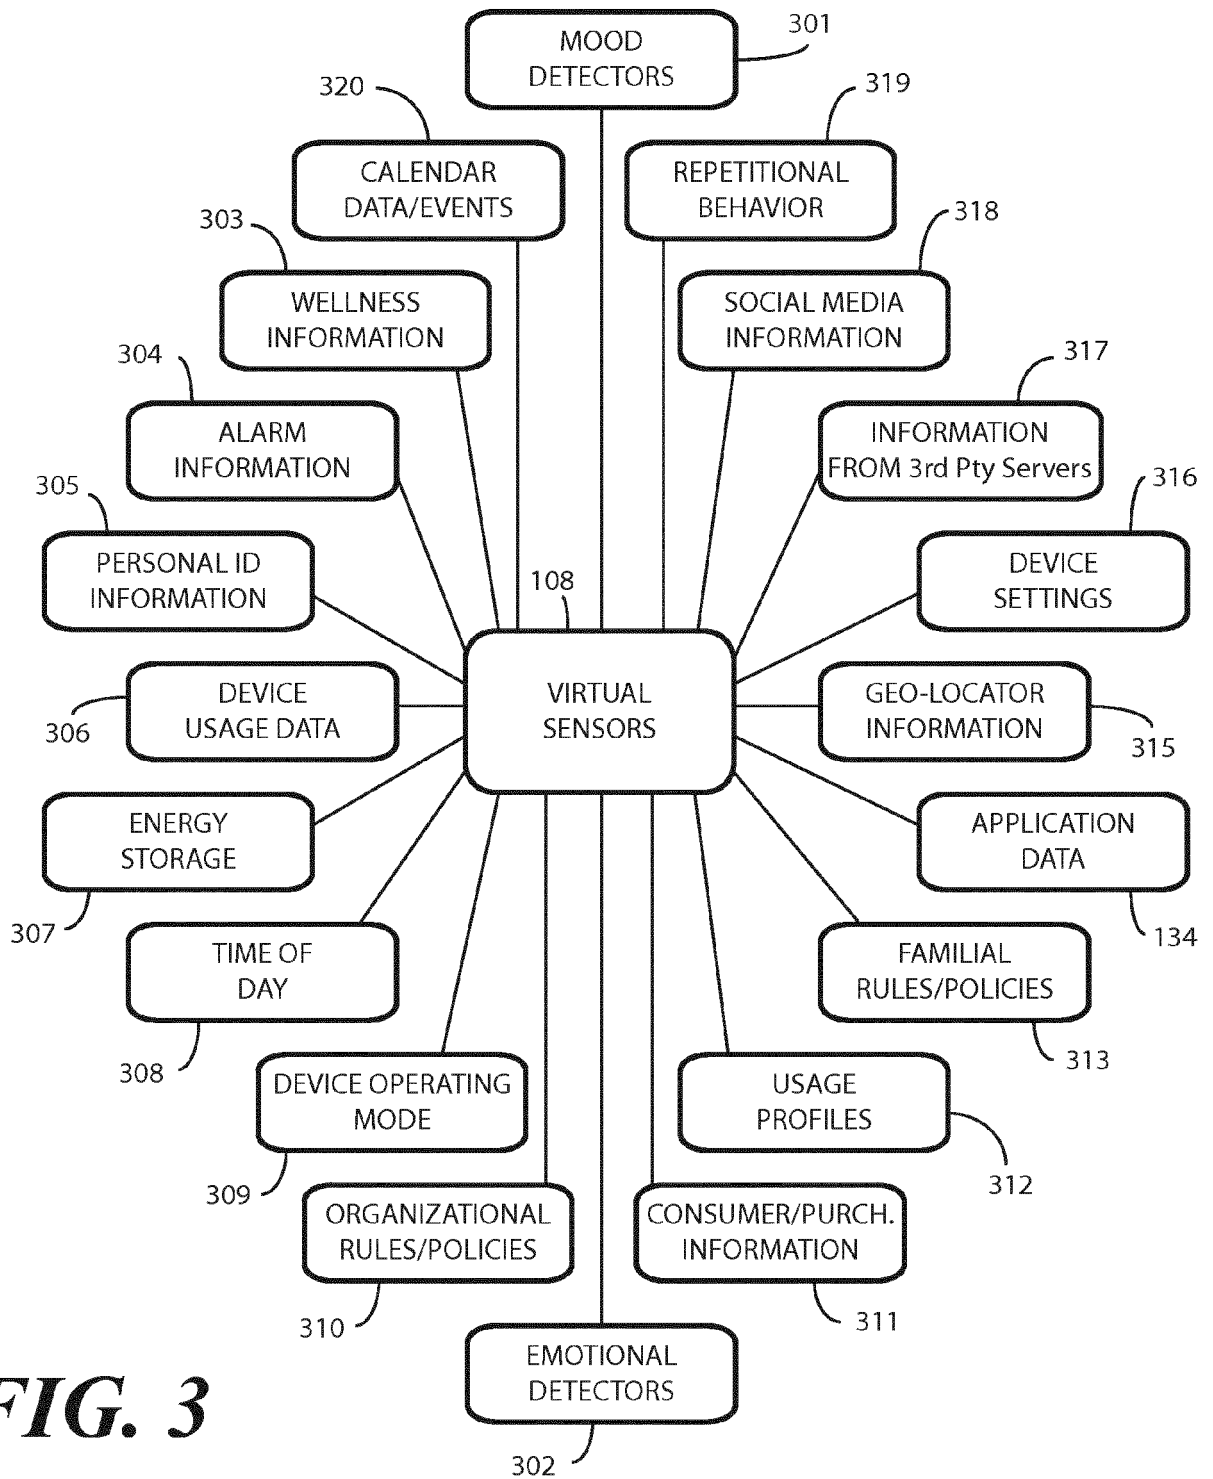 301
MOOD
DETECTORS
320
319
CALENDAR
DATA/EVENTS
REPETITIONAL
BEHAVIOR
303
318
WELLNESS
INFORMATION
SOCIAL MEDIA
INFORMATION
304
317
ALARM
INFORMATION
INFORMATION
FROM 3rd Pty Servers
305
316
PERSONAL ID
INFORMATION
DEVICE
SETTINGS
108
VIRTUAL
SENSORS
DEVICE
USAGE DATA
306
GEO-LOCATOR
INFORMATION
315
ENERGY
STORAGE
307
APPLICATION
DATA
134
TIME OF
DAY
308
FAMILIAL
RULES/POLICIES
313
DEVICE OPERATING
MODE
309
USAGE
PROFILES
312
ORGANIZATIONAL
RULES/POLICIES
310
CONSUMER/PURCH.
INFORMATION
311
EMOTIONAL
DETECTORS
302
FIG. 3